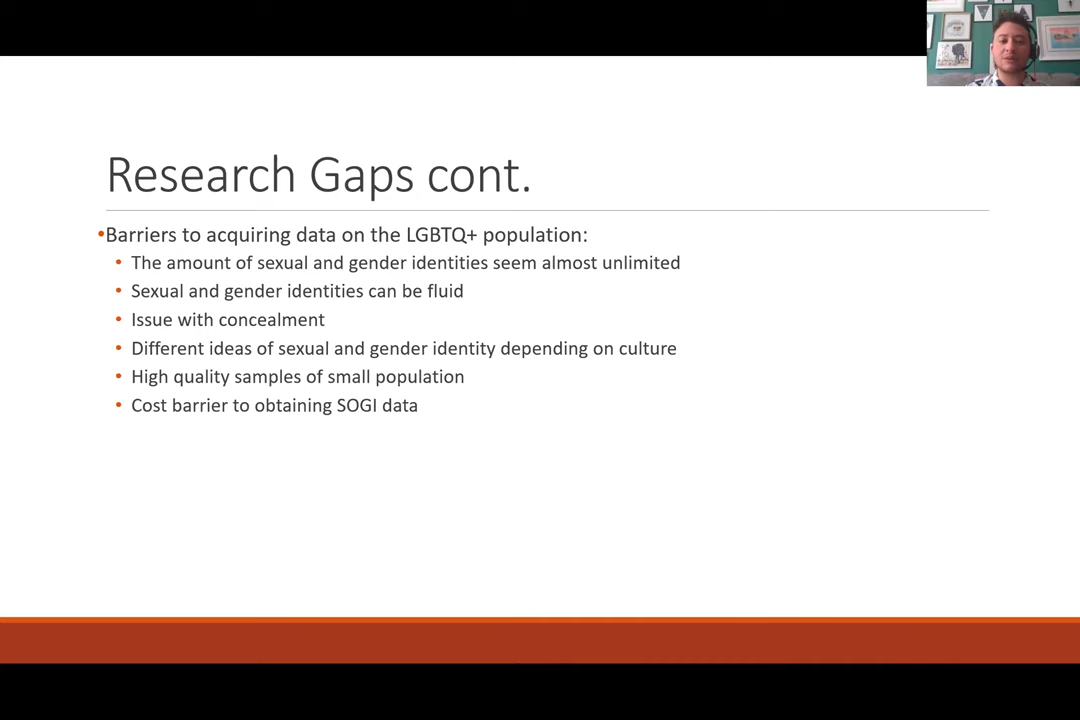 Research Gaps cont.
•Barriers to acquiring data on the LGBTQ+ population:
• The amount of sexual and gender identities seem almost unlimited
• Sexual and gender identities can be fluid
• Issue with concealment
• Different ideas of sexual and gender identity depending on culture
• High quality samples of small population
• Cost barrier to obtaining SOGI data